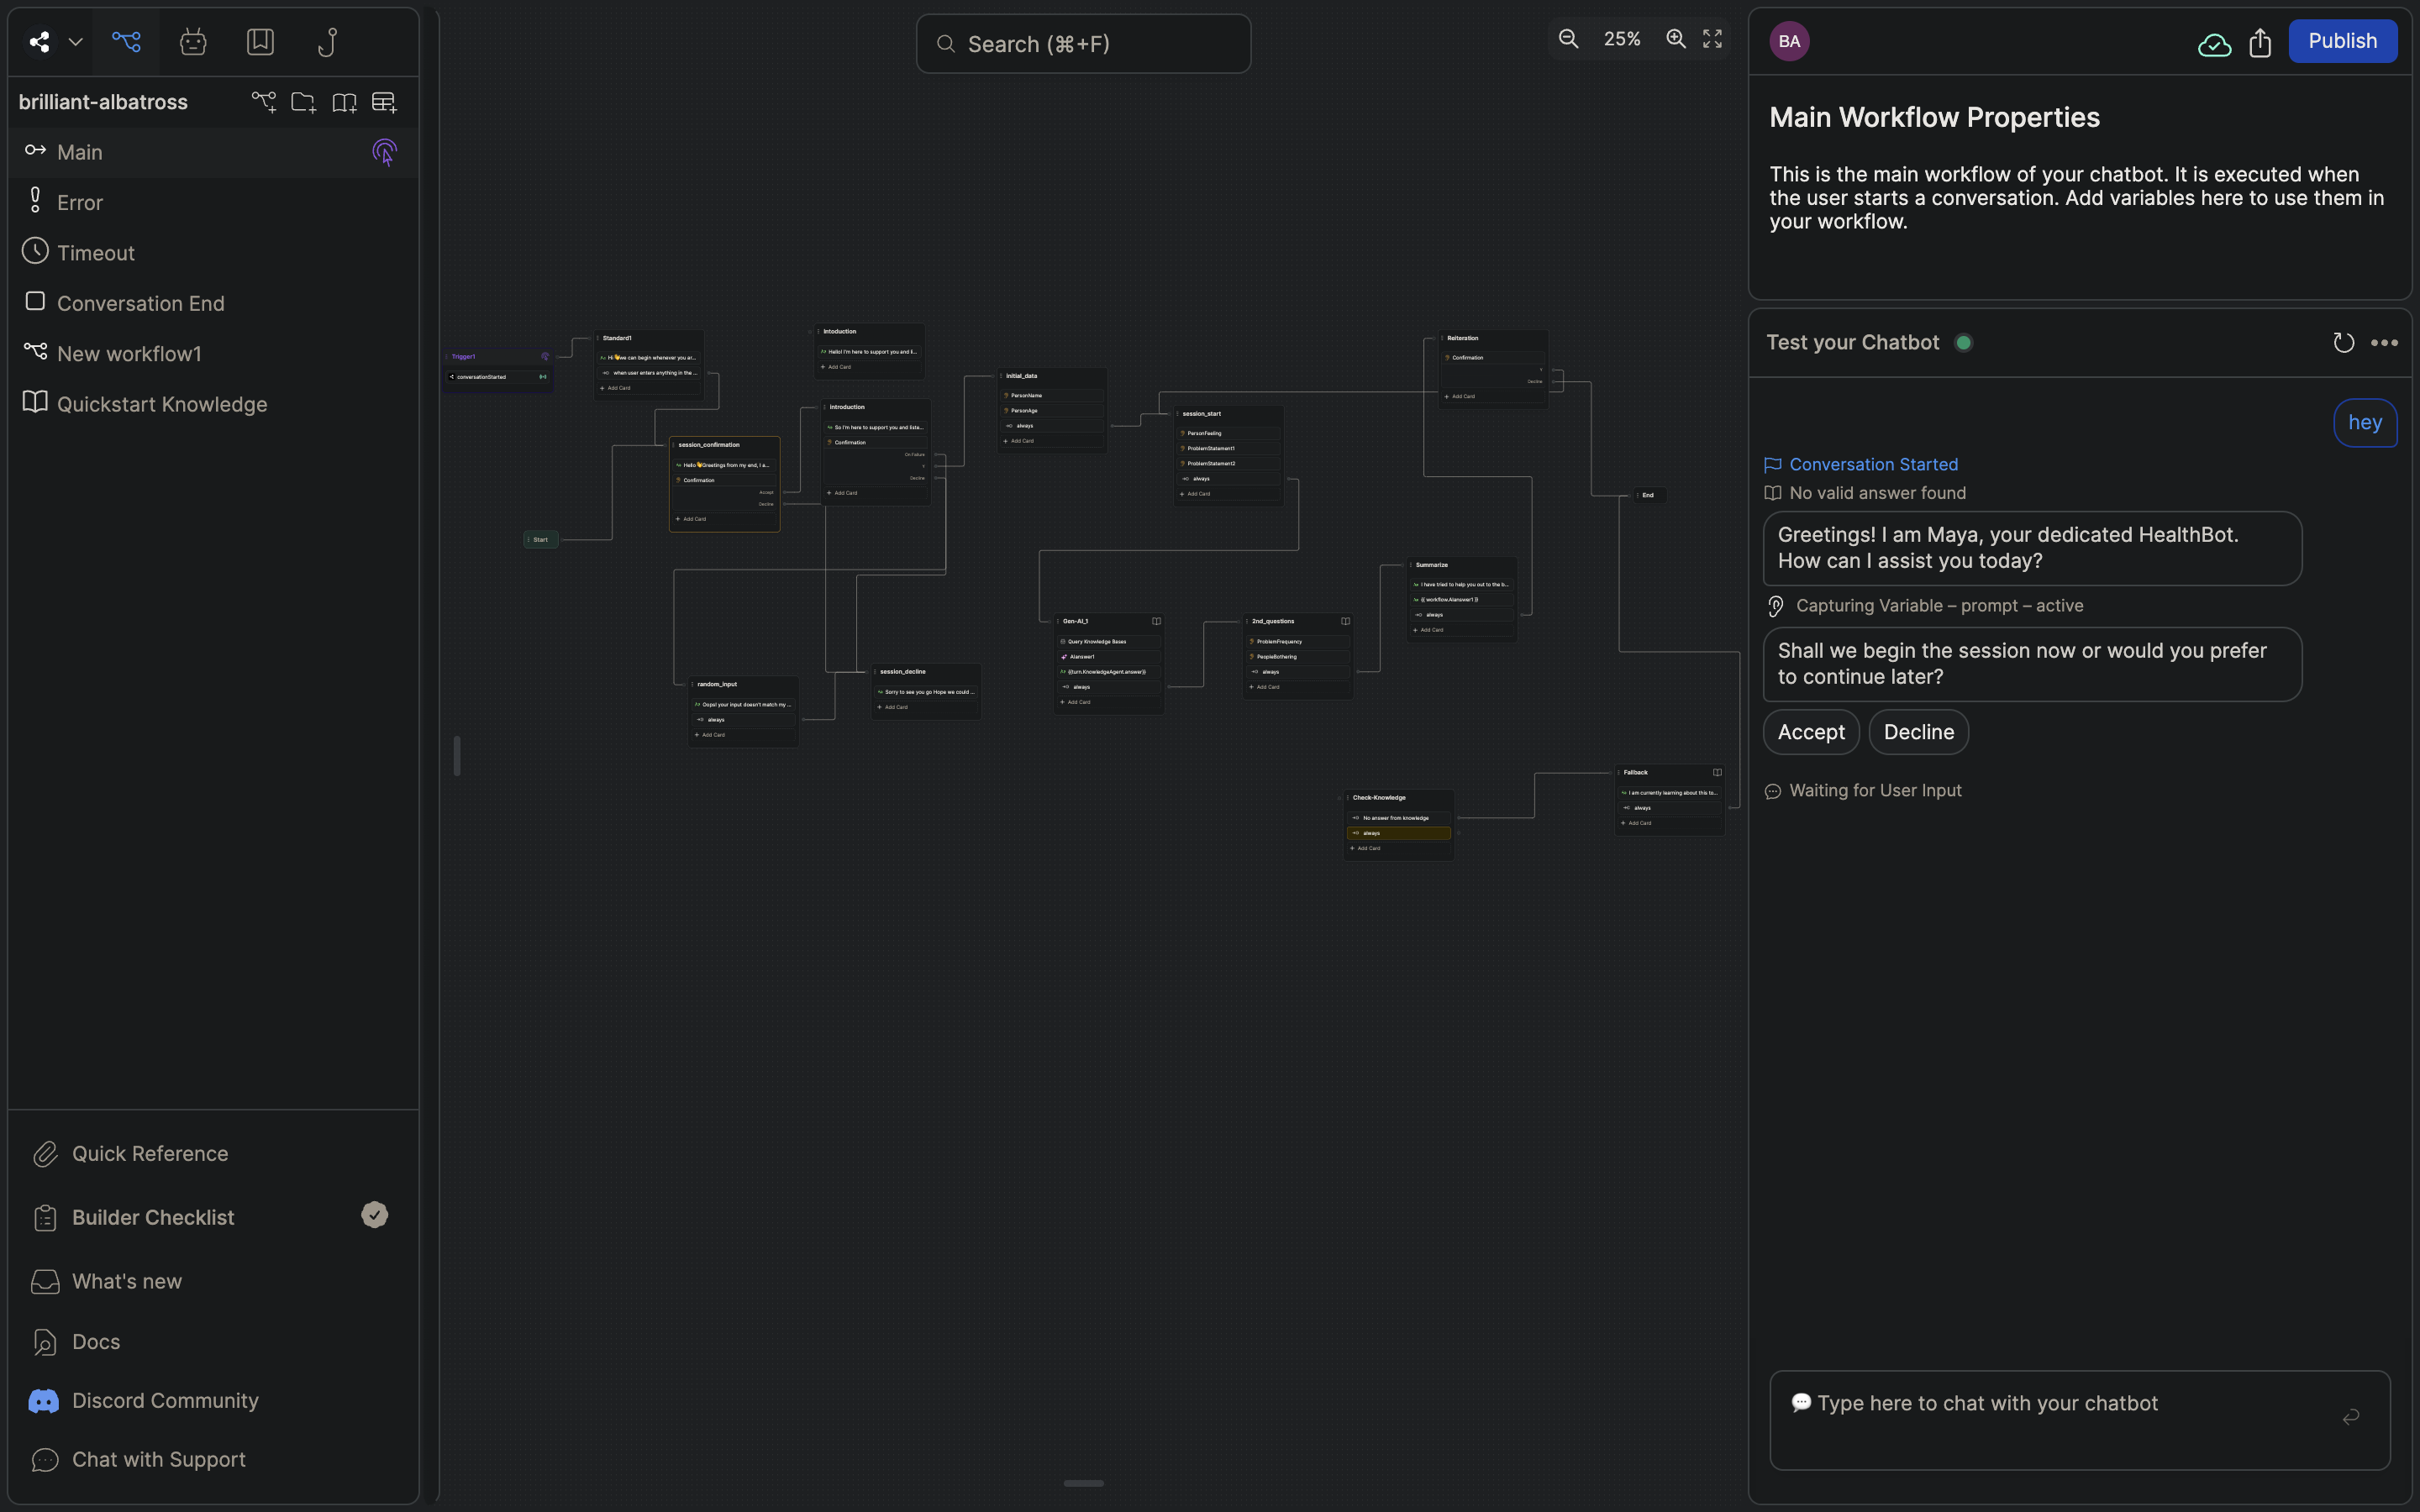 brilliant-albatross
Main
Error
Timeout
Conversation End
New workflow1
Quickstart Knowledge
Quick Reference
Builder Checklist
What's new
Docs
Discord Community
Chat with Support
Search (⌘+F)
25%
Trigger1
conversationStarted
Standard1
Hi👋we can begin whenever you ar...
when user enters anything in the ...
Add Card
Intoduction
Hello! I'm here to support you and li...
Add Card
session_confirmation
Hello👋Greetings from my end, I a...
Confirmation
Accept
Decline
Add Card
Introduction
So I'm here to support you and liste...
Confirmation
On Failure
Y
Decline
Add Card
Start
initial_data
PersonName
PersonAge
always
Add Card
session_start
PersonFeeling
ProblemStatement1
ProblemStatement2
always
Add Card
Reiteration
Confirmation
Y
Decline
Add Card
End
Summarize
I have tried to help you out to the b...
{{ workflow.AIanswer1 }}
always
Add Card
Gen-AI_1
Query Knowledge Bases
AIanswer1
{{turn.KnowledgeAgent.answer}}
always
Add Card
2nd_questions
ProblemFrequency
PeopleBothering
always
Add Card
random_input
Oops! your input doesn't match my ...
always
Add Card
session_decline
Sorry to see you go Hope we could ...
Add Card
Check-Knowledge
No answer from knowledge
always
Add Card
Fallback
I am currently learning about this to...
always
Add Card
BA
Publish
Main Workflow Properties
This is the main workflow of your chatbot. It is executed when
the user starts a conversation. Add variables here to use them in
your workflow.
Test your Chatbot
hey
Conversation Started
No valid answer found
Greetings! I am Maya, your dedicated HealthBot.
How can I assist you today?
Capturing Variable – prompt – active
Shall we begin the session now or would you prefer
to continue later?
Accept
Decline
Waiting for User Input
💬 Type here to chat with your chatbot